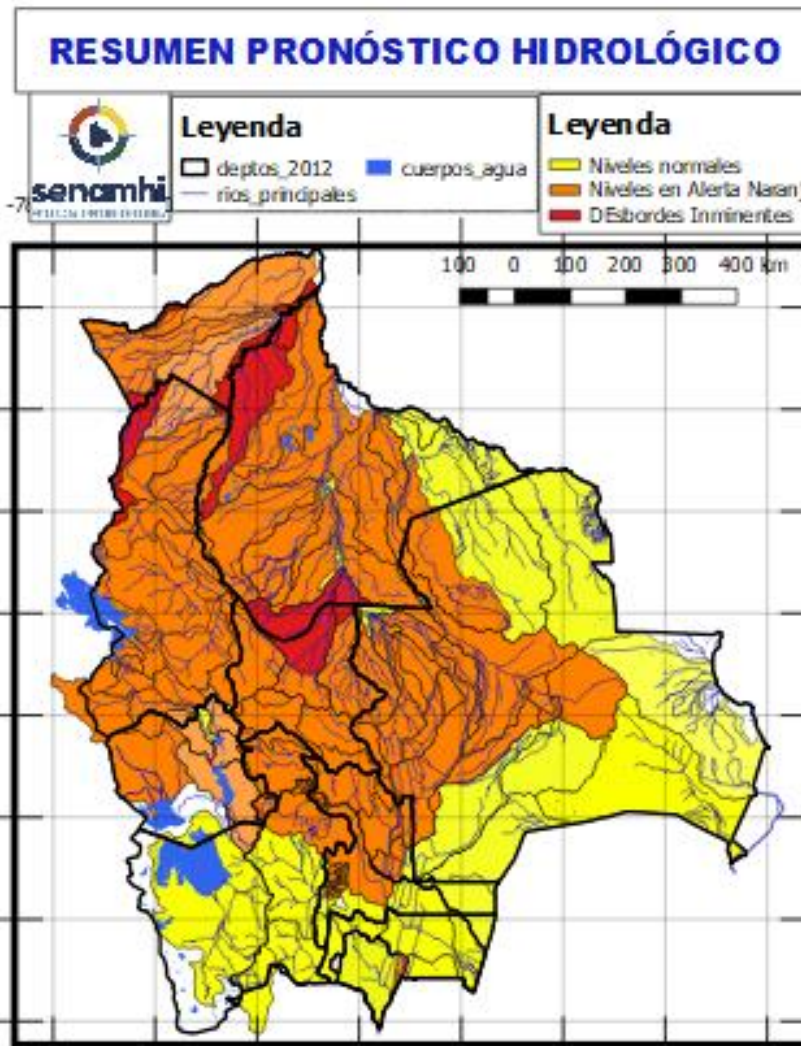 RESUMEN PRONÓSTICO HIDROLÓGICO
senamhi
Leyenda
deptos_2012
cuerpos_agua
rios_principales
Leyenda
Niveles normales
Niveles en Alerta Naranj
DEsbordes Inminentes
100 0 100 200 300 400 km